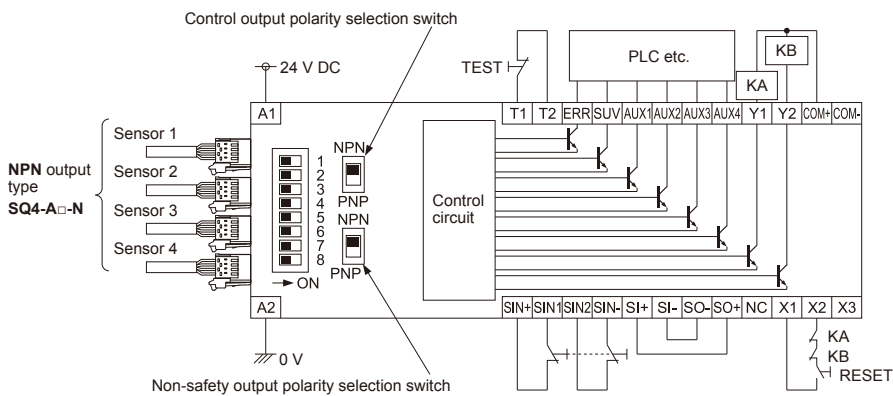 Control output polarity selection switch
24 V DC
TEST
PLC etc.
KA
KB
A1
T1 T2 ERR SUV AUX1 AUX2 AUX3 AUX4 Y1 Y2 COM+ COM-
NPN output
type
SQ4-A□-N
Sensor 1
Sensor 2
Sensor 3
Sensor 4
1
2
3
4
5
6
7
8
→ ON
NPN
PNP
NPN
PNP
Control
circuit
A2
SIN+ SIN1 SIN2 SIN- SI+ SI- SO- SO+ NC X1 X2 X3
0 V
KA
KB
RESET
Non-safety output polarity selection switch